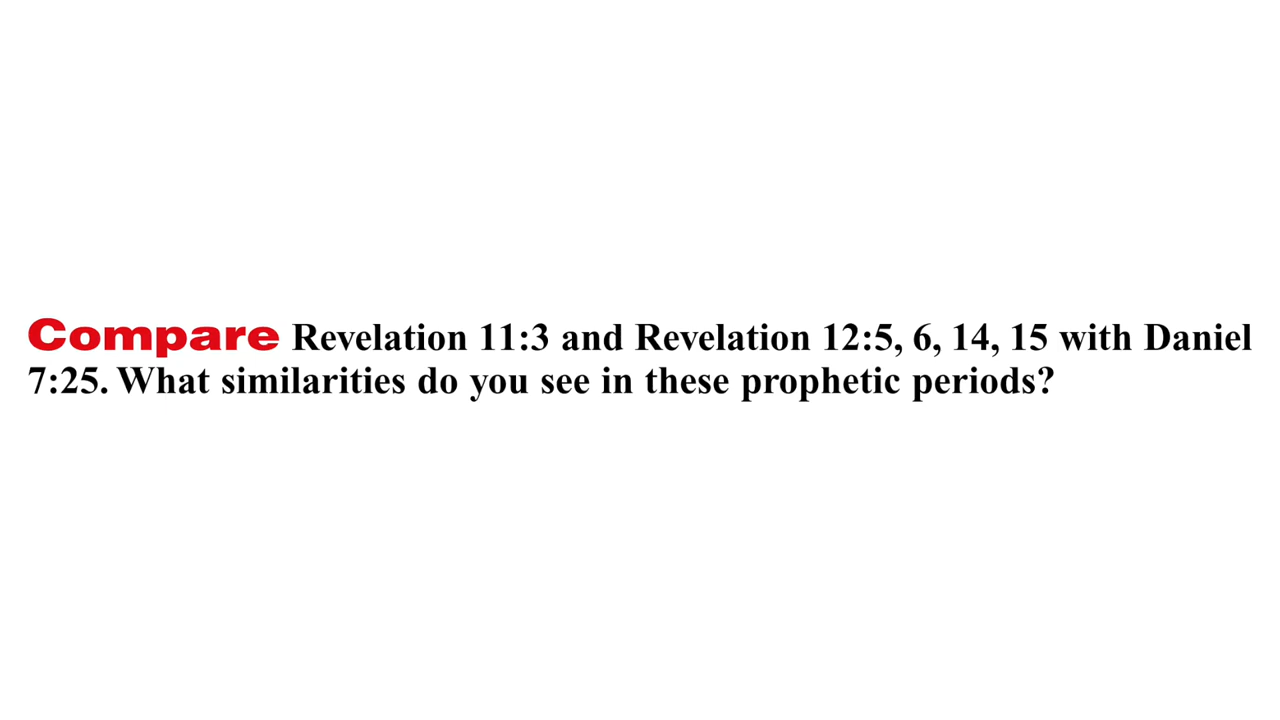 Compare Revelation 11:3 and Revelation 12:5, 6, 14, 15 with Daniel
7:25. What similarities do you see in these prophetic periods?